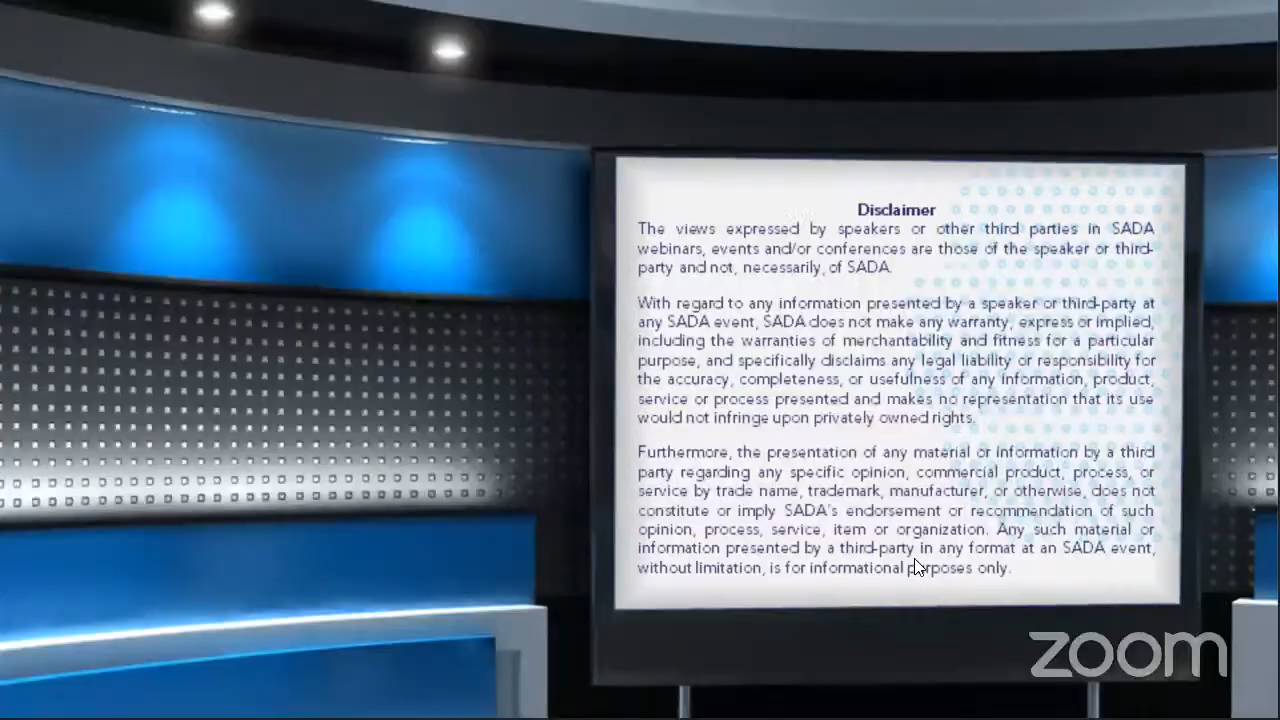 Disclaimer
The views expressed by speakers or other third parties in SADA
webinars, events and/or conferences are those of the speaker or third-
party and not, necessarily, of SADA.
With regard to any information presented by a speaker or third-party at
any SADA event, SADA does not make any warranty, express or implied,
including the warranties of merchantability and fitness for a particular
purpose, and specifically disclaims any legal liability or responsibility for
the accuracy, completeness, or usefulness of any information, product,
service or process presented and makes no representation that its use
would not infringe upon privately owned rights.
Furthermore, the presentation of any material or information by a third
party regarding any specific opinion, commercial product, process, or
service by trade name, trademark, manufacturer, or otherwise, does not
constitute or imply SADA's endorsement or recommendation of such
opinion, process, service, item or organization. Any such material or
information presented by a third-party in any format at an SADA event,
without limitation, is for informational purposes only.
zoom